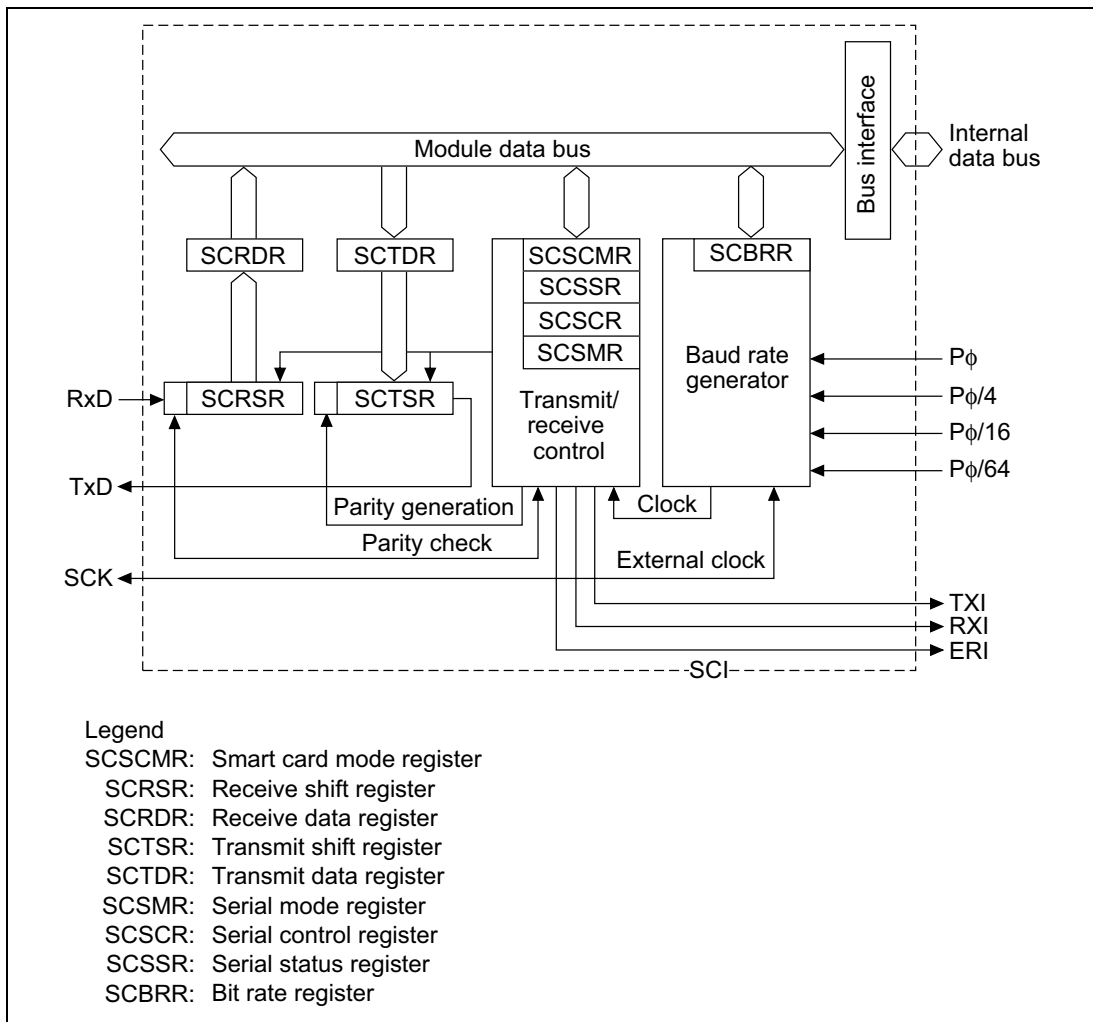 Module data bus
Bus interface
Internal
data bus
SCRDR
SCTDR
SCSCMR
SCSSR
SCSCR
SCSMR
Transmit/
receive
control
SCBRR
Baud rate
generator
Pϕ
Pϕ/4
Pϕ/16
Pϕ/64
RxD
SCRSR
SCTSR
TxD
Parity generation
Clock
Parity check
External clock
SCK
TXI
RXI
ERI
SCI
Legend
SCSCMR: Smart card mode register
SCRSR: Receive shift register
SCRDR: Receive data register
SCTSR: Transmit shift register
SCTDR: Transmit data register
SCSMR: Serial mode register
SCSCR: Serial control register
SCSSR: Serial status register
SCBRR: Bit rate register